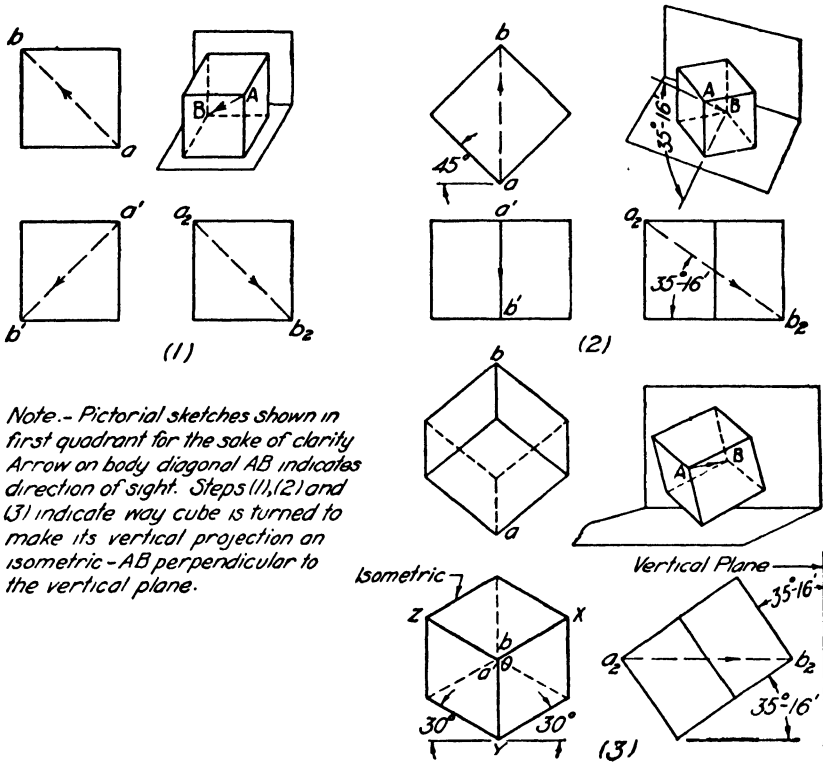 b
a
B
A
a'
b'
a2
b2
(1)
b
45°
a
A
B
35°-16'
a'
b'
a2
35°-16'
b2
(2)
Note.- Pictorial sketches shown in
first quadrant for the sake of clarity
Arrow on body diagonal AB indicates
direction of sight. Steps (1),(2) and
(3) indicate way cube is turned to
make its vertical projection an
isometric - AB perpendicular to
the vertical plane.
b
a
A
B
Isometric
Z
X
b
a'
O
30°
30°
Y
Vertical Plane
35°-16'
a2
b2
35°-16'
(3)